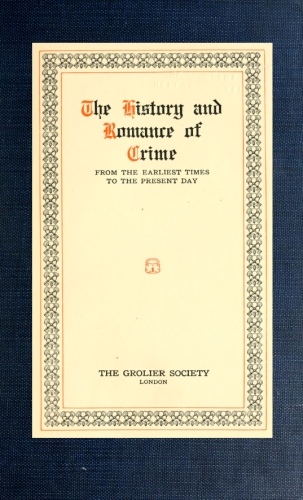 The History and
Romance of
Crime
FROM THE EARLIEST TIMES
TO THE PRESENT DAY
THE GROLIER SOCIETY
LONDON